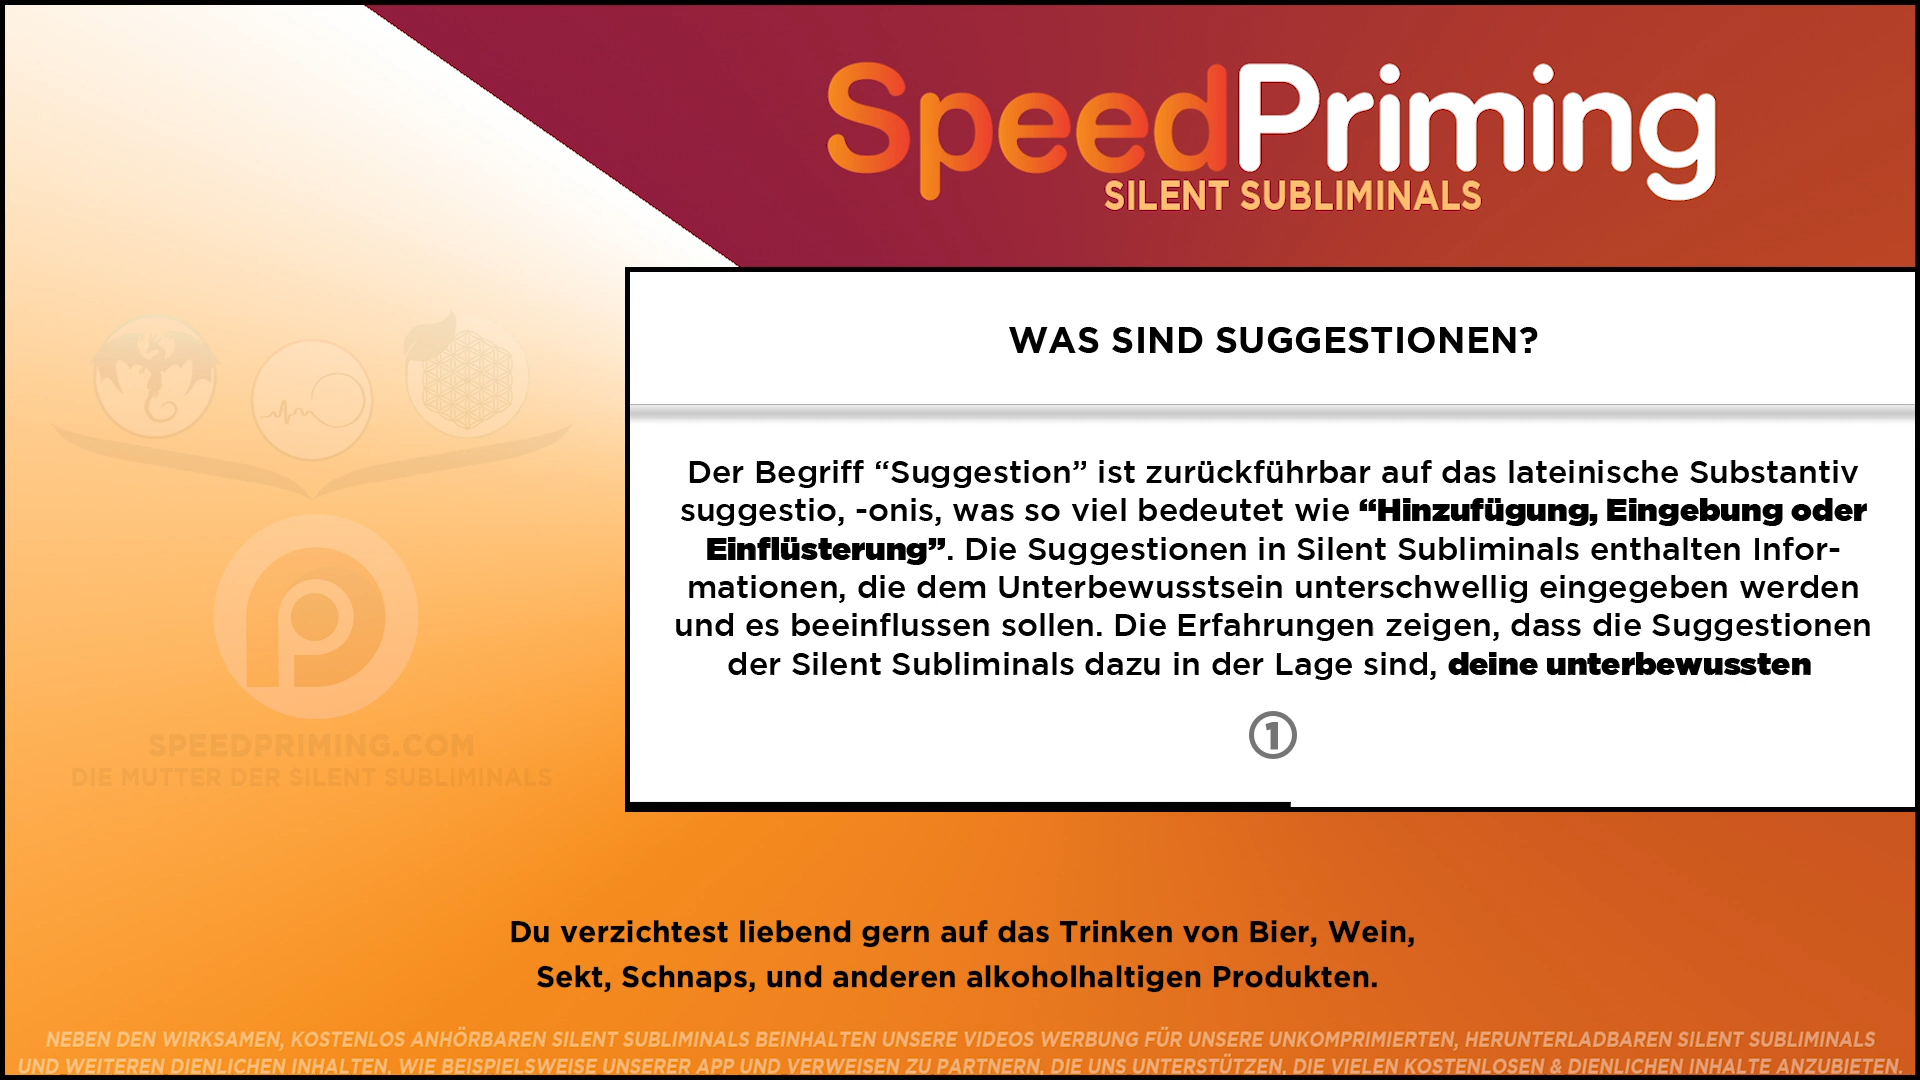 SpeedPriming
SILENT SUBLIMINALS
WAS SIND SUGGESTIONEN?
Der Begriff “Suggestion” ist zurückführbar auf das lateinische Substantiv
suggestio, -onis, was so viel bedeutet wie “Hinzufügung, Eingebung oder
Einflüsterung”. Die Suggestionen in Silent Subliminals enthalten Infor-
mationen, die dem Unterbewusstsein unterschwellig eingegeben werden
und es beeinflussen sollen. Die Erfahrungen zeigen, dass die Suggestionen
der Silent Subliminals dazu in der Lage sind, deine unterbewussten
①
SPEEDPRIMING.COM
DIE MUTTER DER SILENT SUBLIMINALS
Du verzichtest liebend gern auf das Trinken von Bier, Wein,
Sekt, Schnaps, und anderen alkoholhaltigen Produkten.
NEBEN DEN WIRKSAMEN, KOSTENLOS ANHÖRBAREN SILENT SUBLIMINALS BEINHALTEN UNSERE VIDEOS WERBUNG FÜR UNSERE UNKOMPRIMIERTEN, HERUNTERLADBAREN SILENT SUBLIMINALS
UND WEITEREN DIENLICHEN INHALTEN, WIE BEISPIELSWEISE UNSERER APP UND VERWEISEN ZU PARTNERN, DIE UNS UNTERSTÜTZEN, DIE VIELEN KOSTENLOSEN & DIENLICHEN INHALTE ANZUBIETEN.